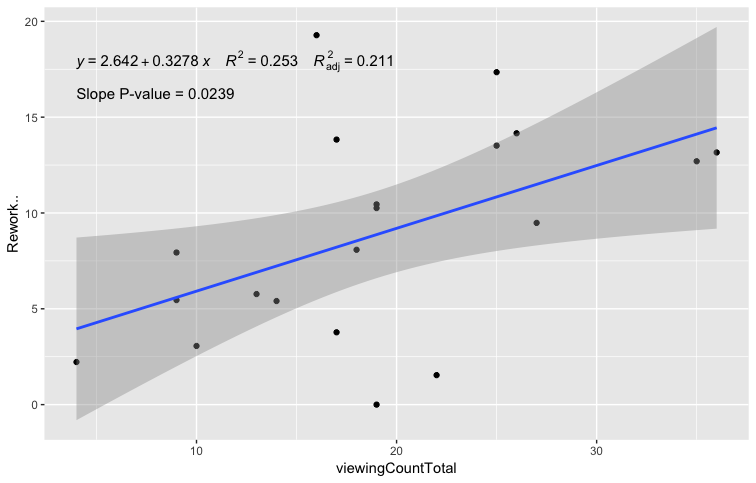 20
15
10
5
0
y = 2.642 + 0.3278 x R² = 0.253 R²adj = 0.211
Slope P-value = 0.0239
Rework..
10 20 30
viewingCountTotal